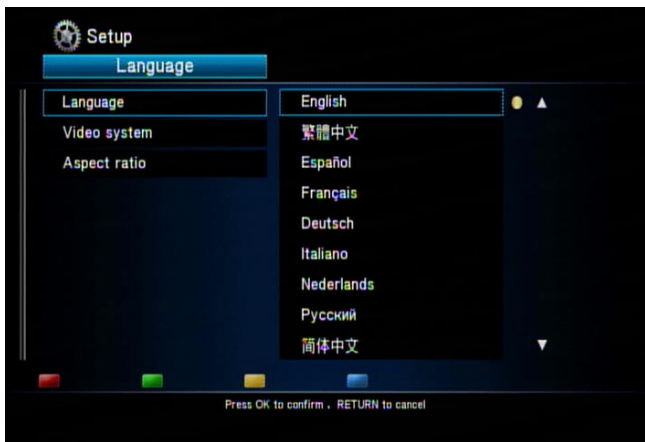 Setup
Language
Language
Video system
Aspect ratio
English
繁體中文
Español
Français
Deutsch
Italiano
Nederlands
Русский
简体中文
Press OK to confirm , RETURN to cancel